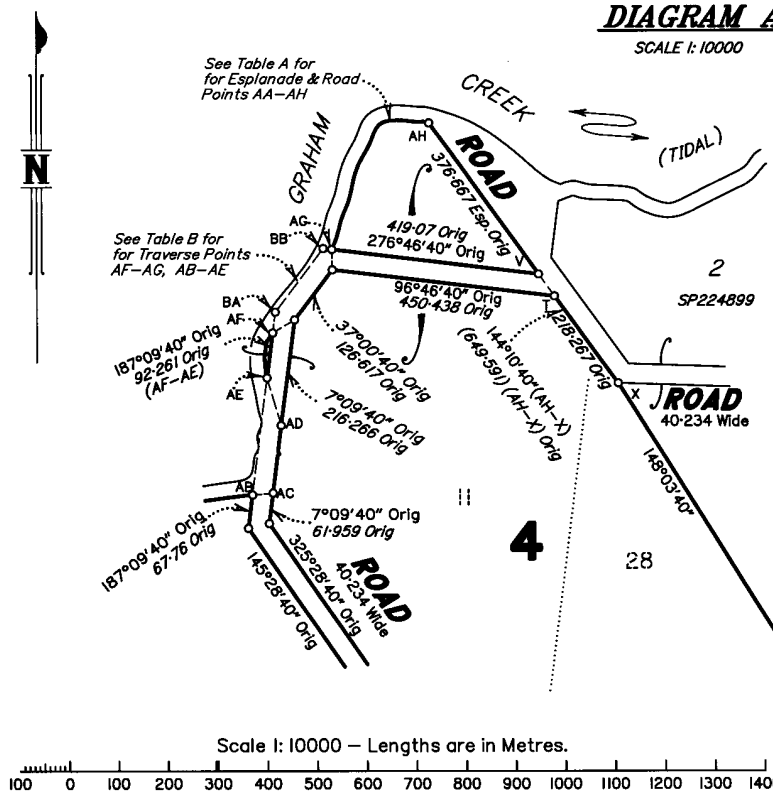 DIAGRAM A
SCALE 1:10000
See Table A for
for Esplanade & Road
Points AA–AH
CREEK
(TIDAL)
GRAHAM
N
AH
ROAD
376·667 Esp. Orig
419·07 Orig
276°46'40" Orig
AG
BB
See Table B for
for Traverse Points
AF–AG, AB–AE
V
2
SP224899
96°46'40" Orig
450·438 Orig
BA
AF
187°09'40" Orig
92·261 Orig
(AF–AE)
37°00'40" Orig
126·617 Orig
144°10'40" (AH–X)
(649·591) (AH–X) Orig
218·267 Orig
AE
7°09'40" Orig
216·266 Orig
X
ROAD
40·234 Wide
AD
148°03'40"
AB
AC
11
4
28
7°09'40" Orig
61·959 Orig
187°09'40" Orig
67·76 Orig
325°28'40" Orig
ROAD
40·234 Wide
145°28'40" Orig
Scale 1:10000 – Lengths are in Metres.
100 0 100 200 300 400 500 600 700 800 900 1000 1100 1200 1300 140